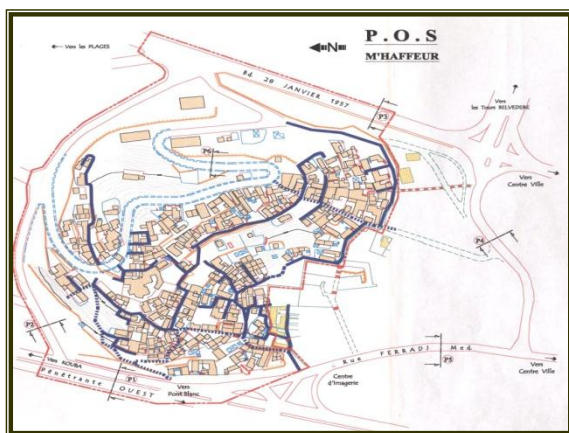 P.O.S
M'HAFFEUR
N
Vers les PLAGES
Bd. 20 JANVIER 1957
P3
Vers
les Tours BELVEDERE
Vers
Centre Ville
P6
P4
P2
Vers KOUBA
Pénétrante OUEST
P1
Vers
Pont Blanc
Rue FERRADJ Med
P5
Centre
d'Imagerie
Vers
Centre Ville